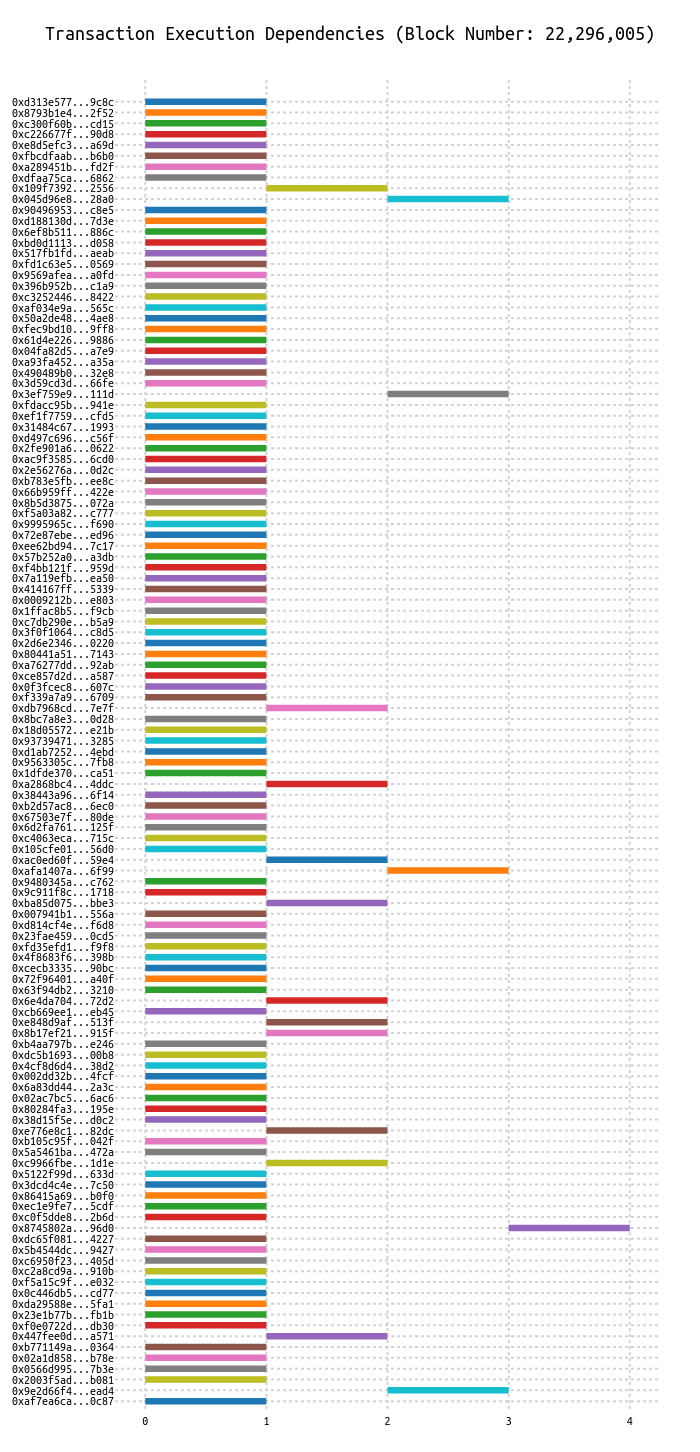 Transaction Execution Dependencies (Block Number: 22,296,005)
0xd313e577...9c8c
0x8793b1e4...2f52
0xc300f60b...cd15
0xc226677f...90d8
0xe8d5efc3...a69d
0xfbcdfaab...b6b0
0xa289451b...fd2f
0xdfaa75ca...6862
0x109f7392...2556
0x045d96e8...28a0
0x90496953...c8e5
0xd188130d...7d3e
0x6ef8b511...886c
0xbd0d1113...d058
0x517fb1fd...aeab
0xfd1c63e5...0569
0x9569afea...a0fd
0x396b952b...c1a9
0xc3252446...8422
0xaf034e9a...565c
0x50a2de48...4ae8
0xfec9bd10...9ff8
0x61d4e226...9886
0x04fa82d5...a7e9
0xa93fa452...a35a
0x490489b0...32e8
0x3d59cd3d...66fe
0x3ef759e9...111d
0xfdacc95b...941e
0xef1f7759...cfd5
0x31484c67...1993
0xd497c696...c56f
0x2fe901a6...0622
0xac9f3585...6cd0
0x2e56276a...0d2c
0xb783e5fb...ee8c
0x66b959ff...422e
0x8b5d3875...072a
0xf5a03a82...c777
0x9995965c...f690
0x72e87ebe...ed96
0xee62bd94...7c17
0x57b252a0...a3db
0xf4bb121f...959d
0x7a119efb...ea50
0x414167ff...5339
0x0009212b...e803
0x1ffac8b5...f9cb
0xc7db290e...b5a9
0x3f0f1064...c8d5
0x2d6e2346...0220
0x80441a51...7143
0xa76277dd...92ab
0xce857d2d...a587
0x0f3fcec8...607c
0xf339a7a9...6709
0xdb7968cd...7e7f
0x8bc7a8e3...0d28
0x18d05572...e21b
0x93739471...3285
0xd1ab7252...4ebd
0x9563305c...7fb8
0x1dfde370...ca51
0xa2868bc4...4ddc
0x38443a96...6f14
0xb2d57ac8...6ec0
0x67503e7f...80de
0x6d2fa761...125f
0xc4063eca...715c
0x105cfe01...56d0
0xac0ed60f...59e4
0xafa1407a...6f99
0x9480345a...c762
0x9c911f8c...1718
0xba85d075...bbe3
0x007941b1...556a
0xd814cf4e...f6d8
0x23fae459...0cd5
0xfd35efd1...f9f8
0x4f8683f6...398b
0xcecb3335...90bc
0x72f96401...a40f
0x63f94db2...3210
0x6e4da704...72d2
0xcb669ee1...eb45
0xe848d9af...513f
0x8b17ef21...915f
0xb4aa797b...e246
0xdc5b1693...00b8
0x4cf8d6d4...38d2
0x002dd32b...4fcf
0x6a83dd44...2a3c
0x02ac7bc5...6ac6
0x80284fa3...195e
0x38d15f5e...d0c2
0xe776e8c1...82dc
0xb105c95f...042f
0x5a5461ba...472a
0xc9966fbe...1d1e
0x5122f99d...633d
0x3dcd4c4e...7c50
0x86415a69...b0f0
0xec1e9fe7...5cdf
0xc0f5dde8...2b6d
0x8745802a...96d0
0xdc65f081...4227
0x5b4544dc...9427
0xc6950f23...405d
0xc2a8cd9a...910b
0xf5a15c9f...e032
0x0c446db5...cd77
0xda29588e...5fa1
0x23e1b77b...fb1b
0xf0e0722d...db30
0x447fee0d...a571
0xb771149a...0364
0x02a1d858...b78e
0x0566d995...7b3e
0x2003f5ad...b081
0x9e2d66f4...ead4
0xaf7ea6ca...0c87
0 1 2 3 4